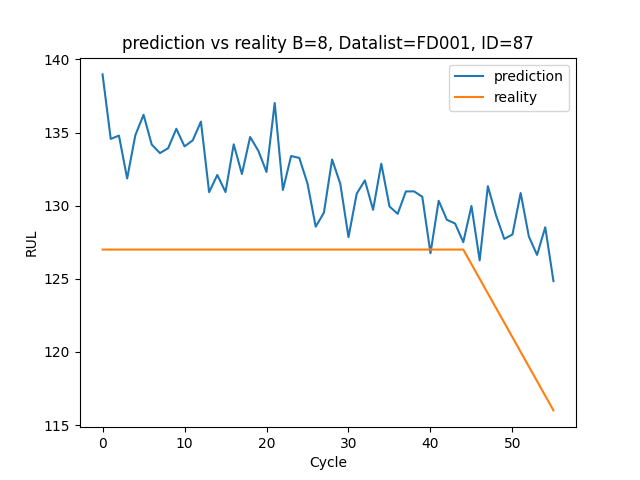 prediction vs reality B=8, Datalist=FD001, ID=87
prediction
reality
140
135
130
125
120
115
RUL
0 10 20 30 40 50
Cycle